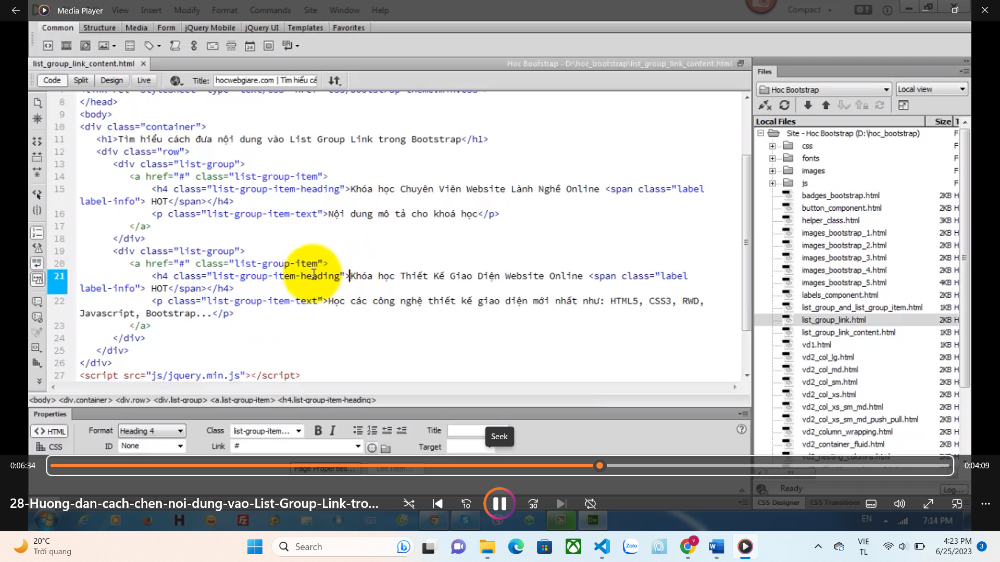 Media Player
View Insert Modify Format Commands Site Window Help
Compact
Common Structure Media Form jQuery Mobile jQuery UI Templates Favorites
list_group_link_content.html
Hoc Bootstrap - D:\hoc_bootstrap\list_group_link_content.html
Code Split Design Live Title: hocwebgiare.com | Tìm hiểu cá
8 </head>
9 <body>
10 <div class="container">
11 <h1>Tìm hiểu cách đưa nội dung vào List Group Link trong Bootstrap</h1>
12 <div class="row">
13 <div class="list-group">
14 <a href="#" class="list-group-item">
15 <h4 class="list-group-item-heading">Khóa học Chuyên Viên Website Lành Nghề Online <span class="label
label-info"> HOT</span></h4>
16 <p class="list-group-item-text">Nội dung mô tả cho khoá học</p>
17 </a>
18 </div>
19 <div class="list-group">
20 <a href="#" class="list-group-item">
21 <h4 class="list-group-item-heading">Khóa học Thiết Kế Giao Diện Website Online <span class="label
label-info"> HOT</span></h4>
22 <p class="list-group-item-text">Học các công nghệ thiết kế giao diện mới nhất như: HTML5, CSS3, RWD,
Javascript, Bootstrap...</p>
23 </a>
24 </div>
25 </div>
26 </div>
27 <script src="js/jquery.min.js"></script>
<body> <div.container> <div.row> <div.list-group> <a.list-group-item> <h4.list-group-item-heading>
Files
Hoc Bootstrap Local view
Local Files Size T
Site - Hoc Bootstrap (D:\hoc_bootstrap) F
css F
fonts F
images F
js F
badges_bootstrap.html 2KB H
button_component.html 2KB H
helper_class.html 3KB H
images_bootstrap_1.html 2KB H
images_bootstrap_2.html 2KB H
images_bootstrap_3.html 2KB H
images_bootstrap_4.html 2KB H
images_bootstrap_5.html 4KB H
labels_component.html 2KB H
list_group_and_list_group_item.html 1KB H
list_group_link.html 2KB H
list_group_link_content.html 1KB H
vd1.html 1KB H
vd2_col_lg.html 2KB H
vd2_col_md.html 2KB H
vd2_col_sm.html 2KB H
vd2_col_xs.html 2KB H
vd2_col_xs_sm_md.html 2KB H
vd2_col_xs_sm_md_push_pull.html 2KB H
vd2_column_wrapping.html 2KB H
vd2_container_fluid.html 2KB H
vd2_nesting_columns.html 2KB H
Properties
<> HTML Format Heading 4 Class list-group-item... B I Title
CSS ID None Link # Target
Seek
Page Properties... List Item...
0:06:34 0:04:09
Ready Log...
CSS Designer CSS Transitions
28-Huong-dan-cach-chen-noi-dung-vao-List-Group-Link-tro...
10 30
EN 7:14 PM
20°C
Trời quang
Search
Zalo
VIE
TL
4:23 PM
6/25/2023
3